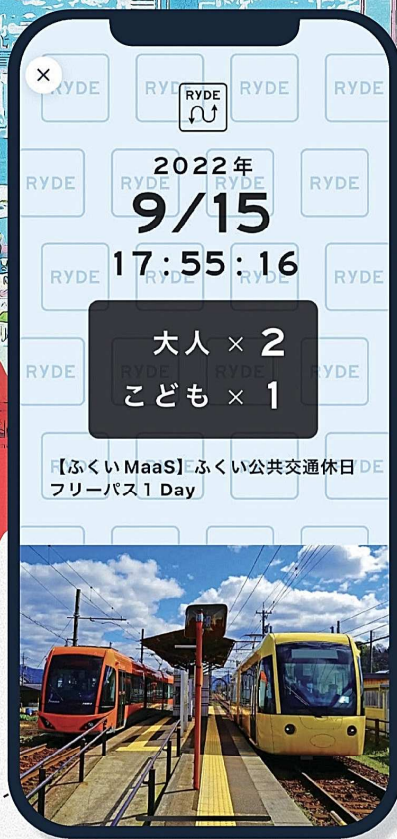 RYDE
2022年
9/15
17:55:16
大人 × 2
こども × 1
【ふくいMaaS】ふくい公共交通休日
フリーパス1 Day